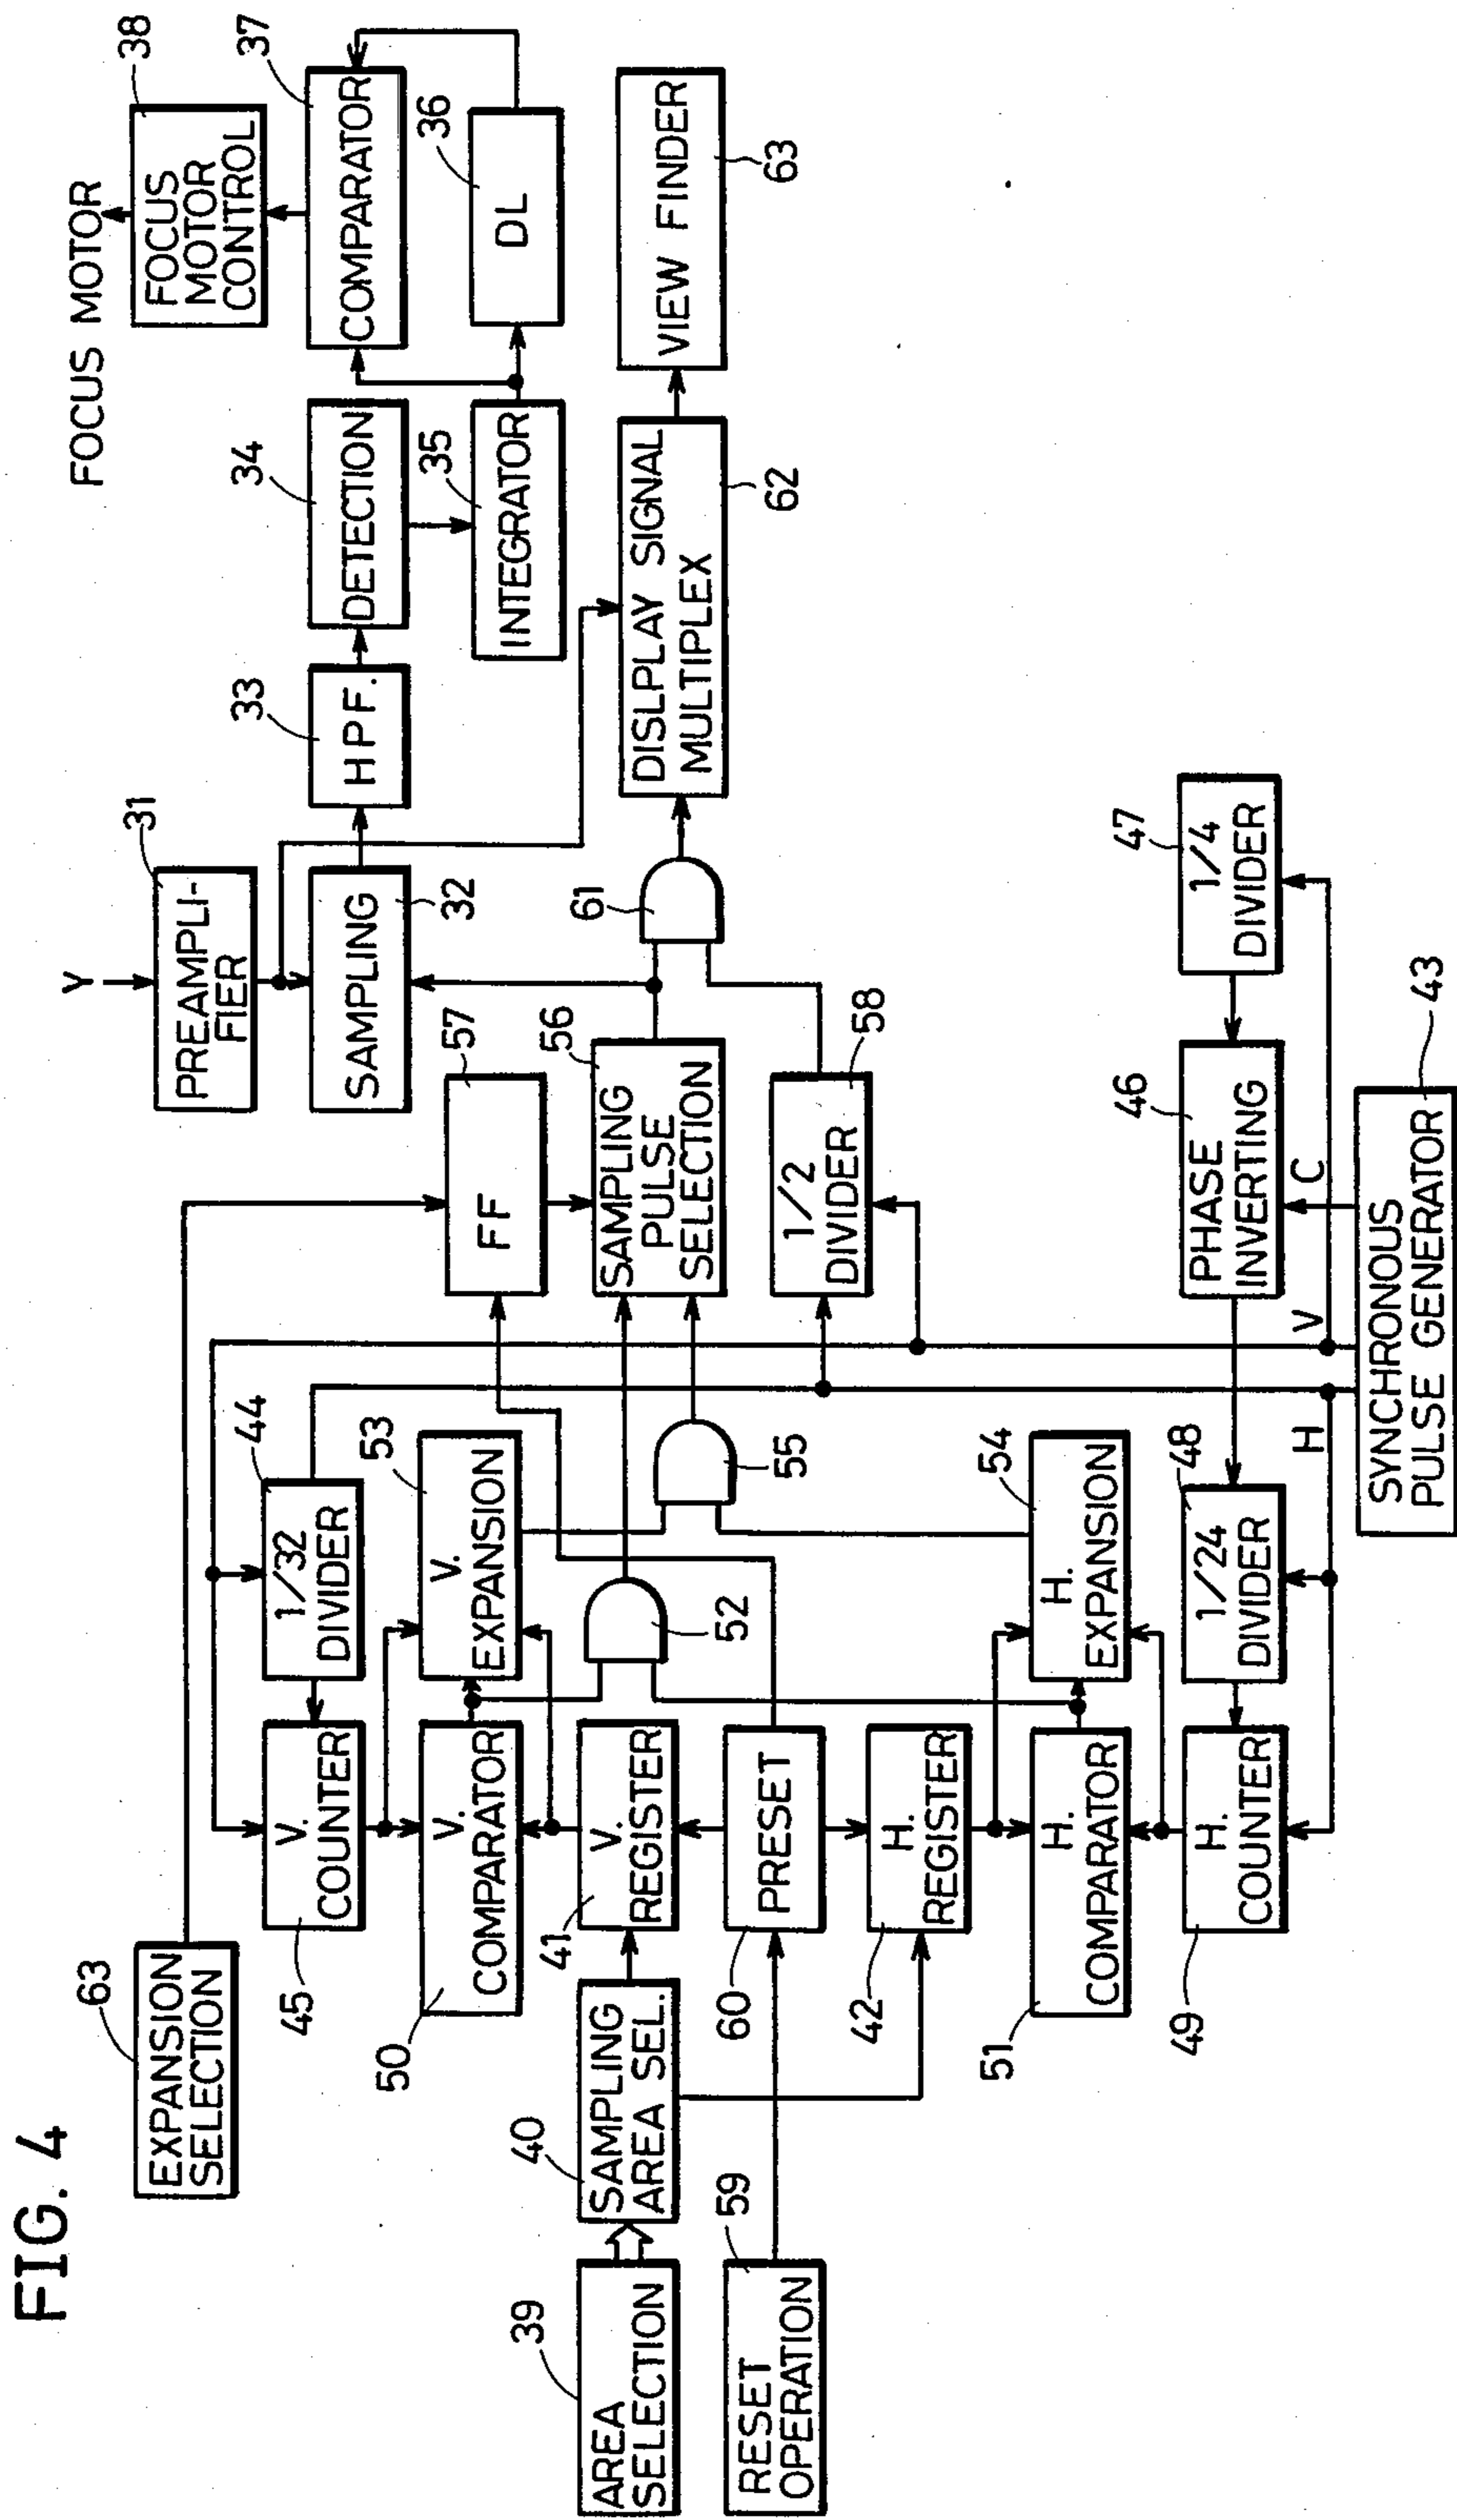 FIG. 4
63
EXPANSION
SELECTION
45
V.
COUNTER
44
1/32
DIVIDER
50
V.
COMPARATOR
53
V.
EXPANSION
39
AREA
SELECTION
40
SAMPLING
AREA SEL.
41
V.
REGISTER
52
59
RESET
OPERATION
60
PRESET
55
42
H.
REGISTER
51
H.
COMPARATOR
54
H.
EXPANSION
49
H.
COUNTER
48
1/24
DIVIDER
H
V
C
SYNCHRONOUS
PULSE GENERATOR
43
46
PHASE
INVERTING
47
1/4
DIVIDER
57
FF
56
SAMPLING
PULSE
SELECTION
58
1/2
DIVIDER
61
Y
31
PREAMPLI-
FIER
32
SAMPLING
33
HPF.
34
DETECTION
35
INTEGRATOR
36
DL
37
COMPARATOR
38
FOCUS
MOTOR
CONTROL
FOCUS MOTOR
62
DISLPLAY SIGNAL
MULTIPLEX
63
VIEW FINDER